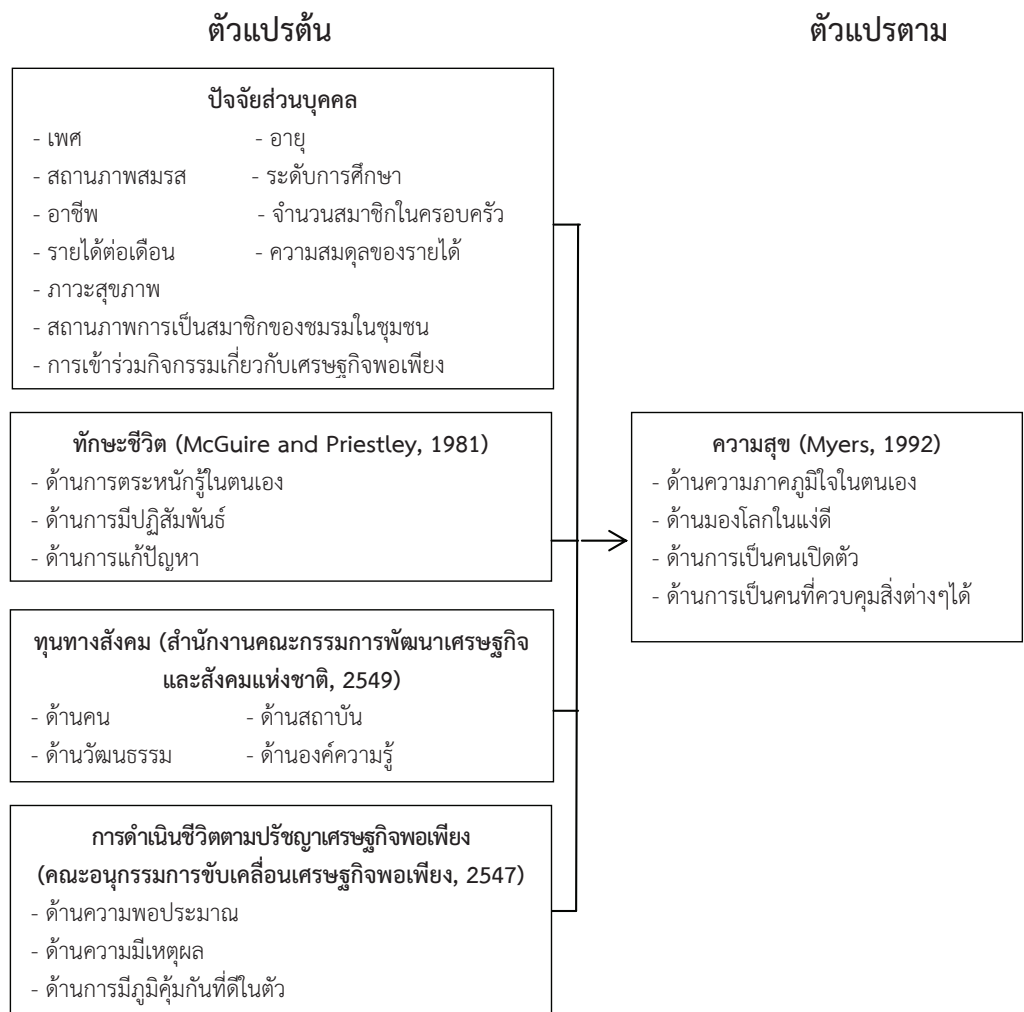 ตัวแปรต้น ตัวแปรตาม
ปัจจัยส่วนบุคคล
- เพศ - อายุ
- สถานภาพสมรส - ระดับการศึกษา
- อาชีพ - จำนวนสมาชิกในครอบครัว
- รายได้ต่อเดือน - ความสมดุลของรายได้
- ภาวะสุขภาพ
- สถานภาพการเป็นสมาชิกของชมรมในชุมชน
- การเข้าร่วมกิจกรรมเกี่ยวกับเศรษฐกิจพอเพียง
ทักษะชีวิต (McGuire and Priestley, 1981)
- ด้านการตระหนักรู้ในตนเอง
- ด้านการมีปฏิสัมพันธ์
- ด้านการแก้ปัญหา
ทุนทางสังคม (สำนักงานคณะกรรมการพัฒนาเศรษฐกิจ
และสังคมแห่งชาติ, 2549)
- ด้านคน - ด้านสถาบัน
- ด้านวัฒนธรรม - ด้านองค์ความรู้
การดำเนินชีวิตตามปรัชญาเศรษฐกิจพอเพียง
(คณะอนุกรรมการขับเคลื่อนเศรษฐกิจพอเพียง, 2547)
- ด้านความพอประมาณ
- ด้านความมีเหตุผล
- ด้านการมีภูมิคุ้มกันที่ดีในตัว
ความสุข (Myers, 1992)
- ด้านความภาคภูมิใจในตนเอง
- ด้านมองโลกในแง่ดี
- ด้านการเป็นคนเปิดตัว
- ด้านการเป็นคนที่ควบคุมสิ่งต่างๆได้